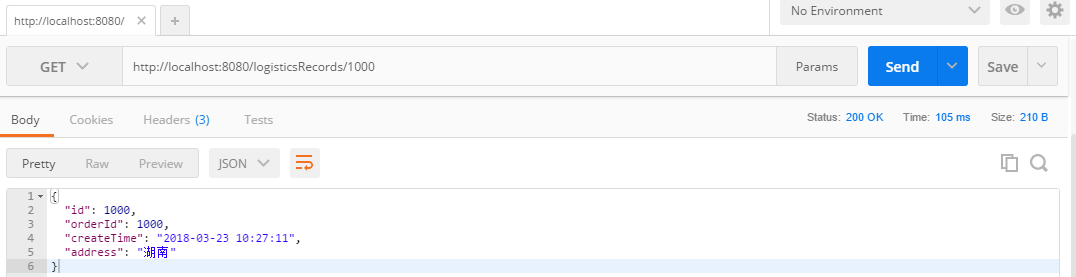 http://localhost:8080/
No Environment
GET http://localhost:8080/logisticsRecords/1000 Params Send Save
Body Cookies Headers (3) Tests Status: 200 OK Time: 105 ms Size: 210 B
Pretty Raw Preview JSON
1 {
2 "id": 1000,
3 "orderId": 1000,
4 "createTime": "2018-03-23 10:27:11",
5 "address": "湖南"
6 }